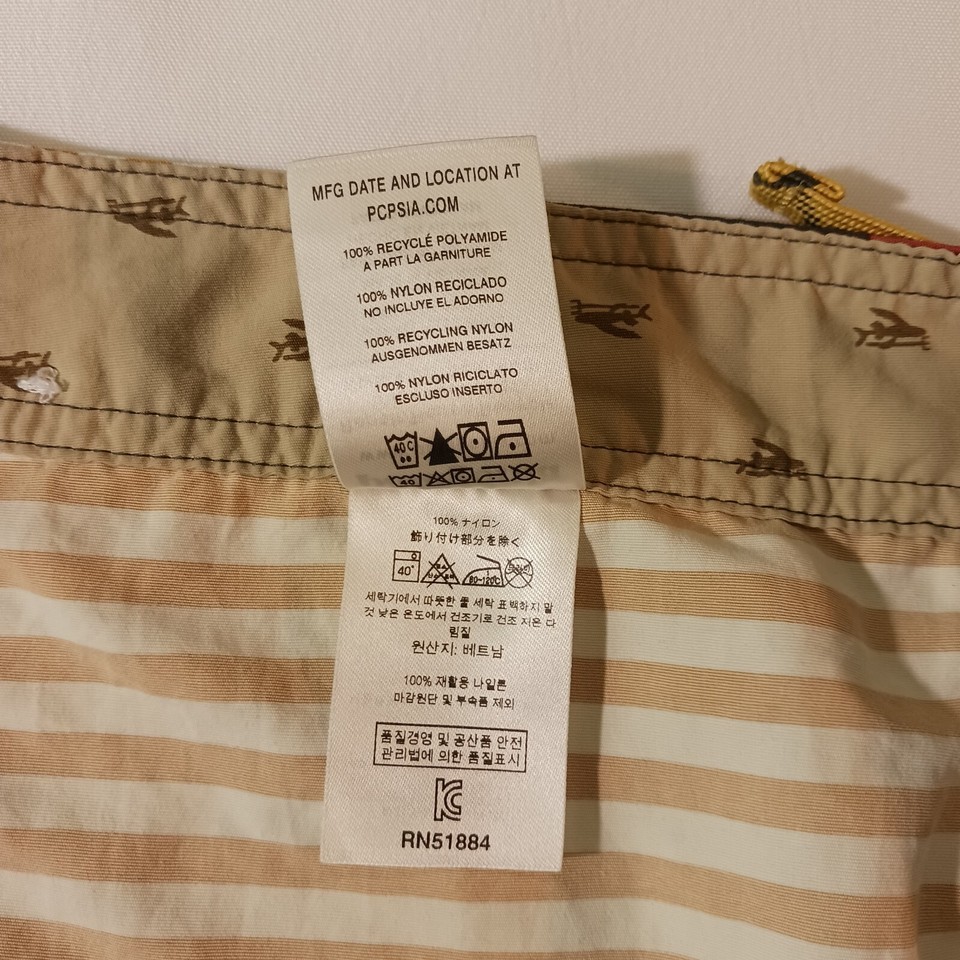 MFG DATE AND LOCATION AT
PCPSIA.COM
100% RECYCLÉ POLYAMIDE
A PART LA GARNITURE
100% NYLON RECICLADO
NO INCLUYE EL ADORNO
100% RECYCLING NYLON
AUSGENOMMEN BESATZ
100% NYLON RICICLATO
ESCLUSO INSERTO
40C
40
100% ナイロン
飾り付け部分を除く
40°
80-120°C
세탁기에서 따뜻한 물 세탁 표백하지 말
것 낮은 온도에서 건조기로 건조 저온 다
림질
원산지: 베트남
100% 재활용 나일론
마감원단 및 부속품 제외
품질경영 및 공산품 안전
관리법에 의한 품질표시
RN51884